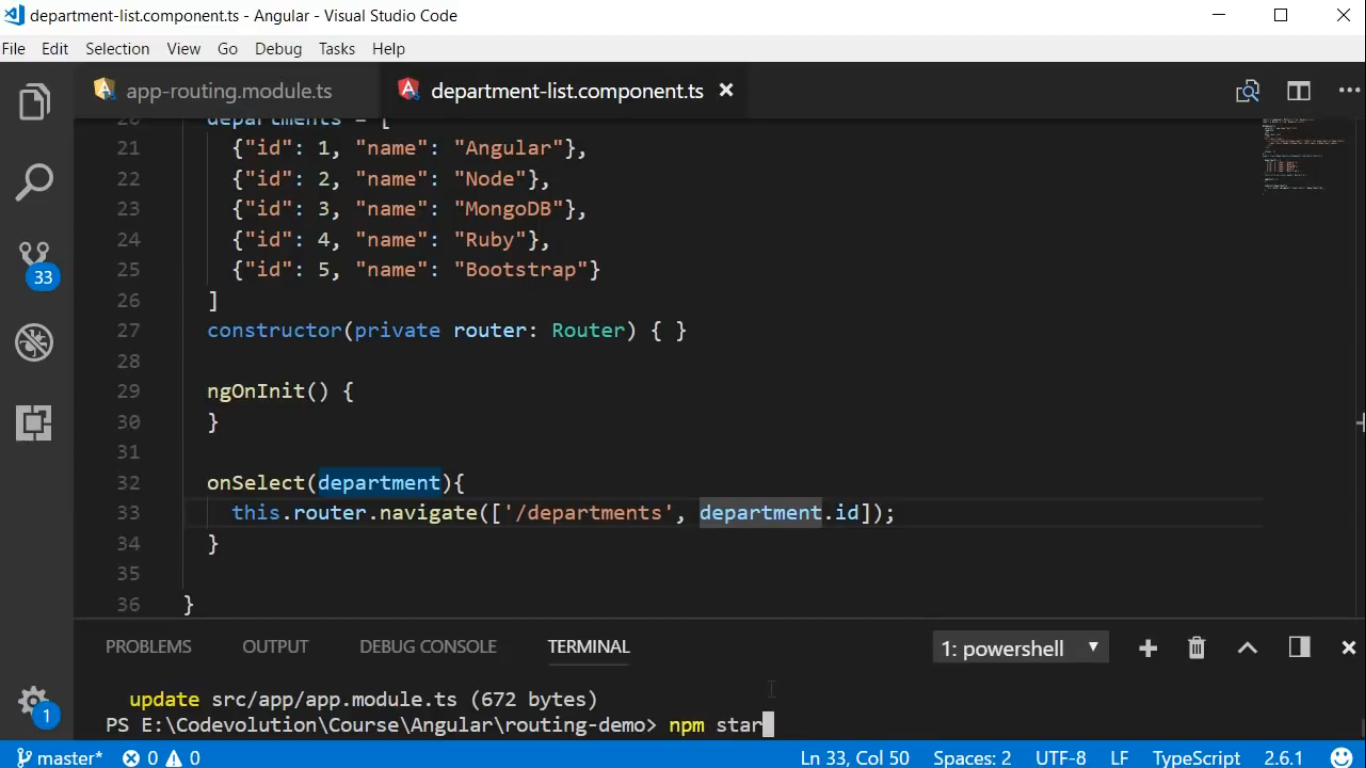 department-list.component.ts - Angular - Visual Studio Code
File Edit Selection View Go Debug Tasks Help
app-routing.module.ts department-list.component.ts
20 departments = [
21 {"id": 1, "name": "Angular"},
22 {"id": 2, "name": "Node"},
23 {"id": 3, "name": "MongoDB"},
24 {"id": 4, "name": "Ruby"},
25 {"id": 5, "name": "Bootstrap"}
26 ]
27 constructor(private router: Router) { }
28
29 ngOnInit() {
30 }
31
32 onSelect(department){
33 this.router.navigate(['/departments', department.id]);
34 }
35
36 }
33
PROBLEMS OUTPUT DEBUG CONSOLE TERMINAL 1: powershell
update src/app/app.module.ts (672 bytes)
PS E:\Codevolution\Course\Angular\routing-demo> npm star
1
master* 0 0 Ln 33, Col 50 Spaces: 2 UTF-8 LF TypeScript 2.6.1